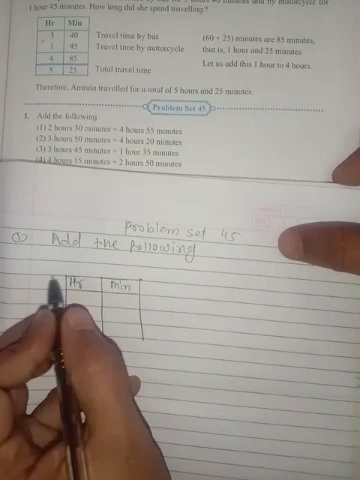 1 hour 45 minutes. How long did she spend travelling?
Hr Min
3 40 Travel time by bus (60 + 25) minutes are 85 minutes,
+ 1 45 Travel time by motorcycle that is, 1 hour and 25 minutes.
4 85 Let us add this 1 hour to 4 hours.
5 25 Total travel time
Therefore, Amruta travelled for a total of 5 hours and 25 minutes.
Problem Set 45
1. Add the following:
(1) 2 hours 30 minutes + 4 hours 55 minutes
(2) 3 hours 50 minutes + 4 hours 20 minutes
(3) 3 hours 45 minutes + 1 hour 35 minutes
(4) 4 hours 15 minutes + 2 hours 50 minutes
Problem set 45
Add the following
Hr Min